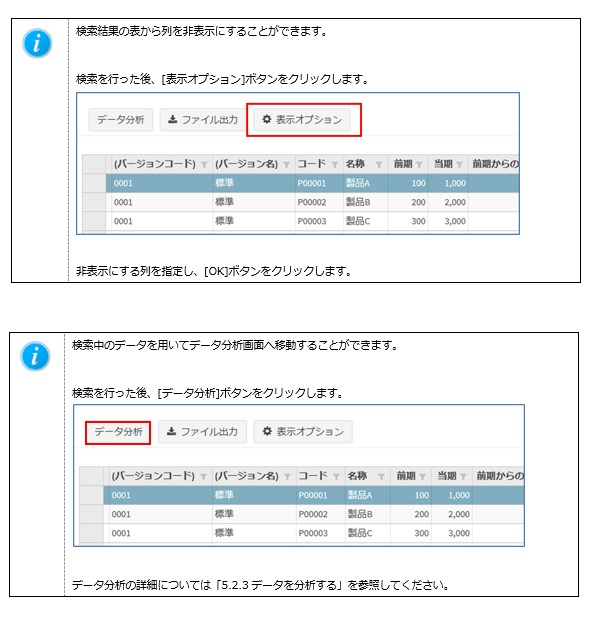 検索結果の表から列を非表示にすることができます。
検索を行った後、[表示オプション]ボタンをクリックします。
データ分析 ファイル出力 表示オプション
(バージョンコード) (バージョン名) コード 名称 前期 当期 前期からの
0001 標準 P00001 製品A 100 1,000
0001 標準 P00002 製品B 200 2,000
0001 標準 P00003 製品C 300 3,000
非表示にする列を指定し、[OK]ボタンをクリックします。
検索中のデータを用いてデータ分析画面へ移動することができます。
検索を行った後、[データ分析]ボタンをクリックします。
データ分析 ファイル出力 表示オプション
(バージョンコード) (バージョン名) コード 名称 前期 当期 前期からの
0001 標準 P00001 製品A 100 1,000
0001 標準 P00002 製品B 200 2,000
0001 標準 P00003 製品C 300 3,000
データ分析の詳細については「5.2.3 データを分析する」を参照してください。